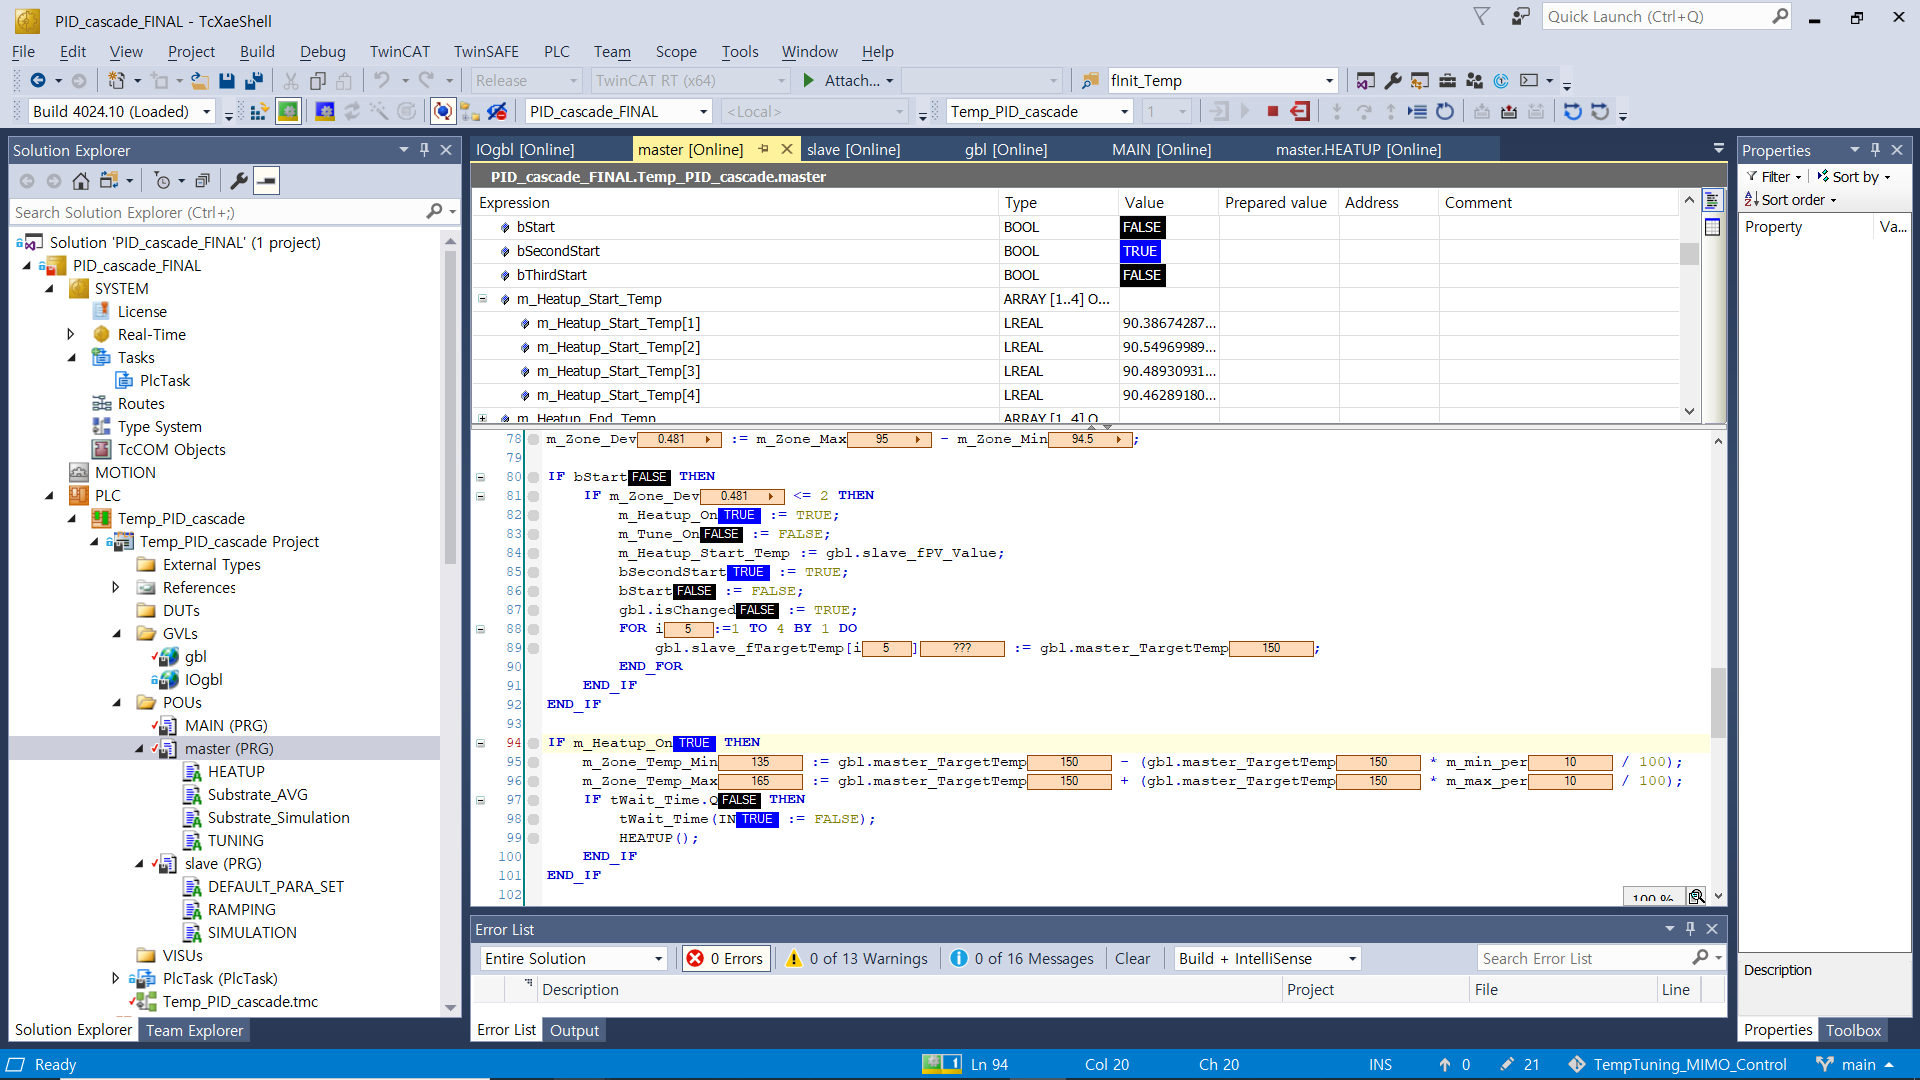 PID_cascade_FINAL - TcXaeShell
Quick Launch (Ctrl+Q)
File Edit View Project Build Debug TwinCAT TwinSAFE PLC Team Scope Tools Window Help
Release TwinCAT RT (x64) Attach... fInit_Temp
Build 4024.10 (Loaded) PID_cascade_FINAL <Local> Temp_PID_cascade 1
Solution Explorer
Search Solution Explorer (Ctrl+;)
Solution 'PID_cascade_FINAL' (1 project)
PID_cascade_FINAL
SYSTEM
License
Real-Time
Tasks
PlcTask
Routes
Type System
TcCOM Objects
MOTION
PLC
Temp_PID_cascade
Temp_PID_cascade Project
External Types
References
DUTs
GVLs
gbl
IOgbl
POUs
MAIN (PRG)
master (PRG)
HEATUP
Substrate_AVG
Substrate_Simulation
TUNING
slave (PRG)
DEFAULT_PARA_SET
RAMPING
SIMULATION
VISUs
PlcTask (PlcTask)
Temp_PID_cascade.tmc
Solution Explorer Team Explorer
IOgbl [Online] master [Online] slave [Online] gbl [Online] MAIN [Online] master.HEATUP [Online]
PID_cascade_FINAL.Temp_PID_cascade.master
Expression Type Value Prepared value Address Comment
bStart BOOL FALSE
bSecondStart BOOL TRUE
bThirdStart BOOL FALSE
m_Heatup_Start_Temp ARRAY [1..4] O...
m_Heatup_Start_Temp[1] LREAL 90.38674287...
m_Heatup_Start_Temp[2] LREAL 90.54969989...
m_Heatup_Start_Temp[3] LREAL 90.48930931...
m_Heatup_Start_Temp[4] LREAL 90.46289180...
m_Heatup_End_Temp ARRAY [1..4] O
78 m_Zone_Dev 0.481 := m_Zone_Max 95 - m_Zone_Min 94.5 ;
79
80 IF bStart FALSE THEN
81 IF m_Zone_Dev 0.481 <= 2 THEN
82 m_Heatup_On TRUE := TRUE;
83 m_Tune_On FALSE := FALSE;
84 m_Heatup_Start_Temp := gbl.slave_fPV_Value;
85 bSecondStart TRUE := TRUE;
86 bStart FALSE := FALSE;
87 gbl.isChanged FALSE := TRUE;
88 FOR i 5 :=1 TO 4 BY 1 DO
89 gbl.slave_fTargetTemp[i 5 ] ??? := gbl.master_TargetTemp 150 ;
90 END_FOR
91 END_IF
92 END_IF
93
94 IF m_Heatup_On TRUE THEN
95 m_Zone_Temp_Min 135 := gbl.master_TargetTemp 150 - (gbl.master_TargetTemp 150 * m_min_per 10 / 100);
96 m_Zone_Temp_Max 165 := gbl.master_TargetTemp 150 + (gbl.master_TargetTemp 150 * m_max_per 10 / 100);
97 IF tWait_Time.Q FALSE THEN
98 tWait_Time(IN TRUE := FALSE);
99 HEATUP();
100 END_IF
101 END_IF
102
100 %
Error List
Entire Solution 0 Errors 0 of 13 Warnings 0 of 16 Messages Clear Build + IntelliSense Search Error List
Description Project File Line
Error List Output
Properties
Filter Sort by
Sort order
Property Va...
Description
Properties Toolbox
Ready 1 Ln 94 Col 20 Ch 20 INS 0 21 TempTuning_MIMO_Control main